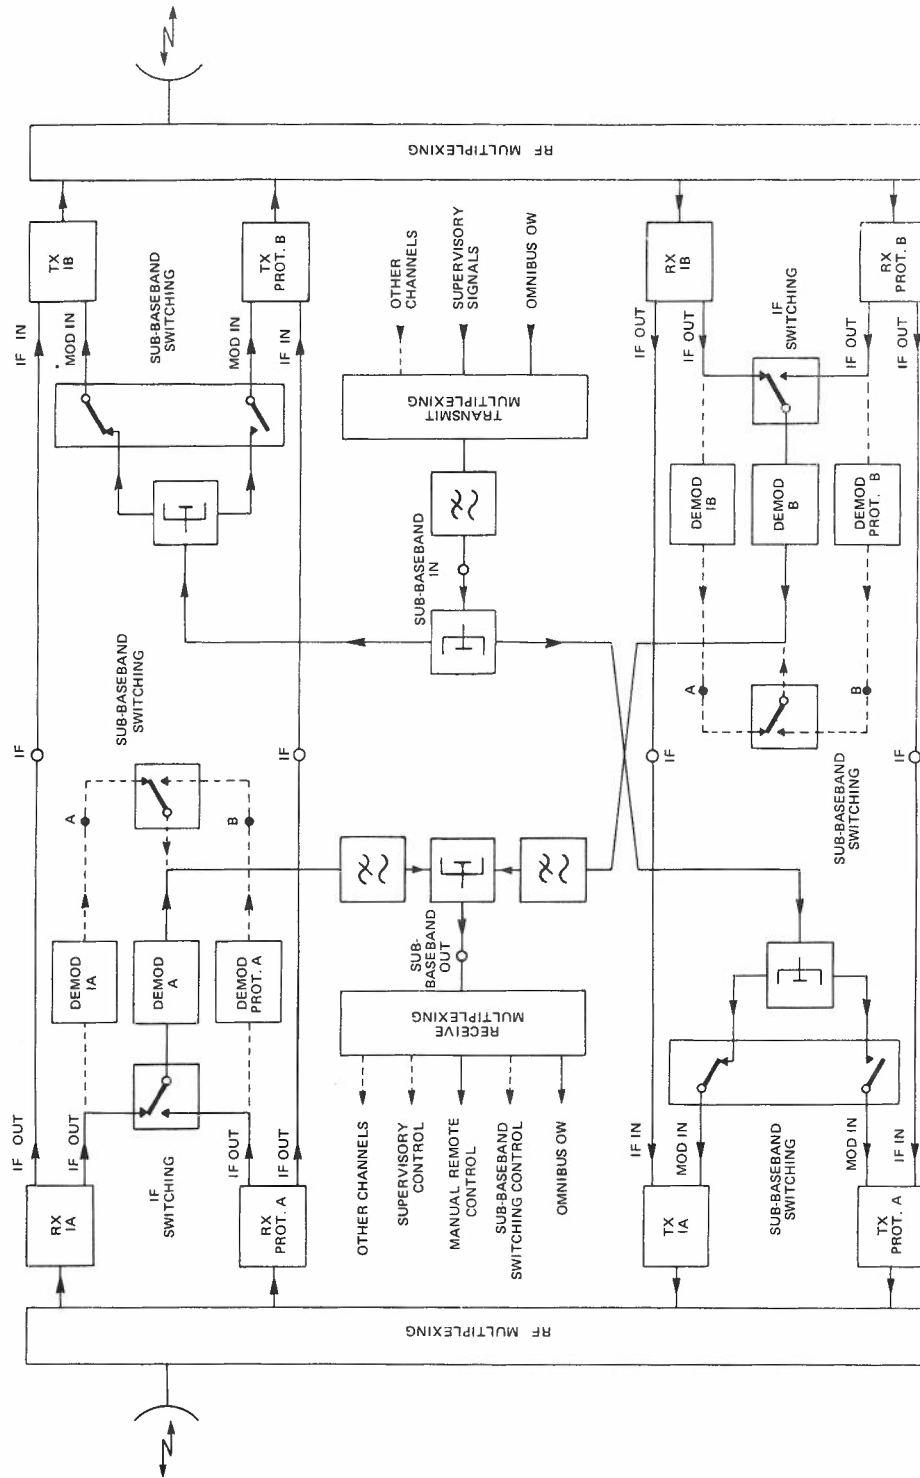 RF MULTIPLEXING
RX
IA
IF OUT
IF OUT
IF
SWITCHING
IF OUT
IF OUT
RX
PROT. A
DEMOD
IA
DEMOD
A
DEMOD
PROT. A
A
B
SUB-BASEBAND
SWITCHING
IF
IF
IF IN
MOD IN
SUB-BASEBAND
SWITCHING
MOD IN
IF IN
TX
IB
TX
PROT. B
RF MULTIPLEXING
OTHER CHANNELS
SUPERVISORY
CONTROL
MANUAL REMOTE
CONTROL
SUB-BASEBAND
SWITCHING CONTROL
OMNIBUS OW
RECEIVE
MULTIPLEXING
SUB-
BASEBAND
OUT
SUB-BASEBAND
IN
TRANSMIT
MULTIPLEXING
OTHER
CHANNELS
SUPERVISORY
SIGNALS
OMNIBUS OW
TX
IA
IF IN
MOD IN
SUB-BASEBAND
SWITCHING
MOD IN
IF IN
TX
PROT. A
IF
IF
A
B
SUB-BASEBAND
SWITCHING
DEMOD
IB
DEMOD
B
DEMOD
PROT. B
IF OUT
IF OUT
IF
SWITCHING
IF OUT
IF OUT
RX
IB
RX
PROT. B